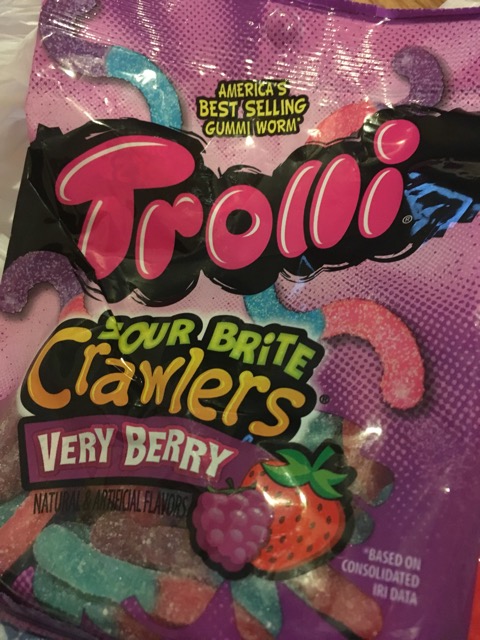 AMERICA'S
BEST SELLING
GUMMI WORM*
Trolli®
SOUR BRITE
Crawlers®
VERY BERRY
NATURAL & ARTIFICIAL FLAVORS
*BASED ON
CONSOLIDATED
IRI DATA